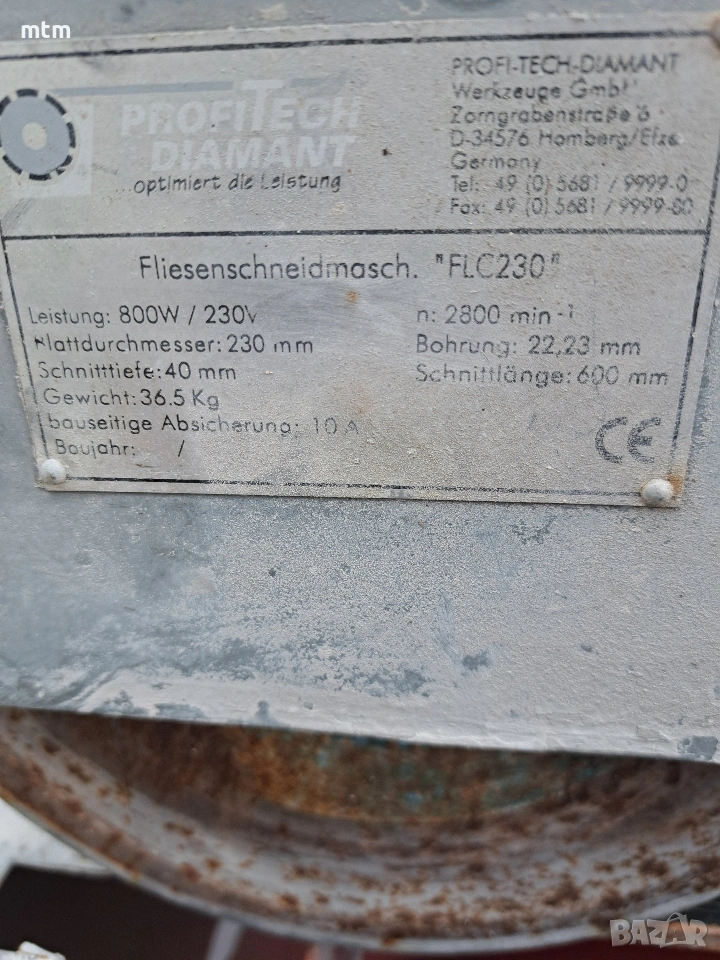 mtm
PROFITECH
DIAMANT
...optimiert die Leistung
PROFI-TECH-DIAMANT
Werkzeuge GmbH
Zorngrabenstraße 6
D-34576 Homberg/Efze
Germany
Tel: 49 (0) 5681 / 9999-0
Fax: 49 (0) 5681 / 9999-80
Fliesenschneidmasch. "FLC230"
Leistung: 800W / 230V
n: 2800 min-1
Blattdurchmesser: 230 mm
Bohrung: 22,23 mm
Schnitttiefe: 40 mm
Schnittlänge: 600 mm
Gewicht: 36.5 Kg
bauseitige Absicherung: 10 A
Baujahr: /
CE
BAZAR